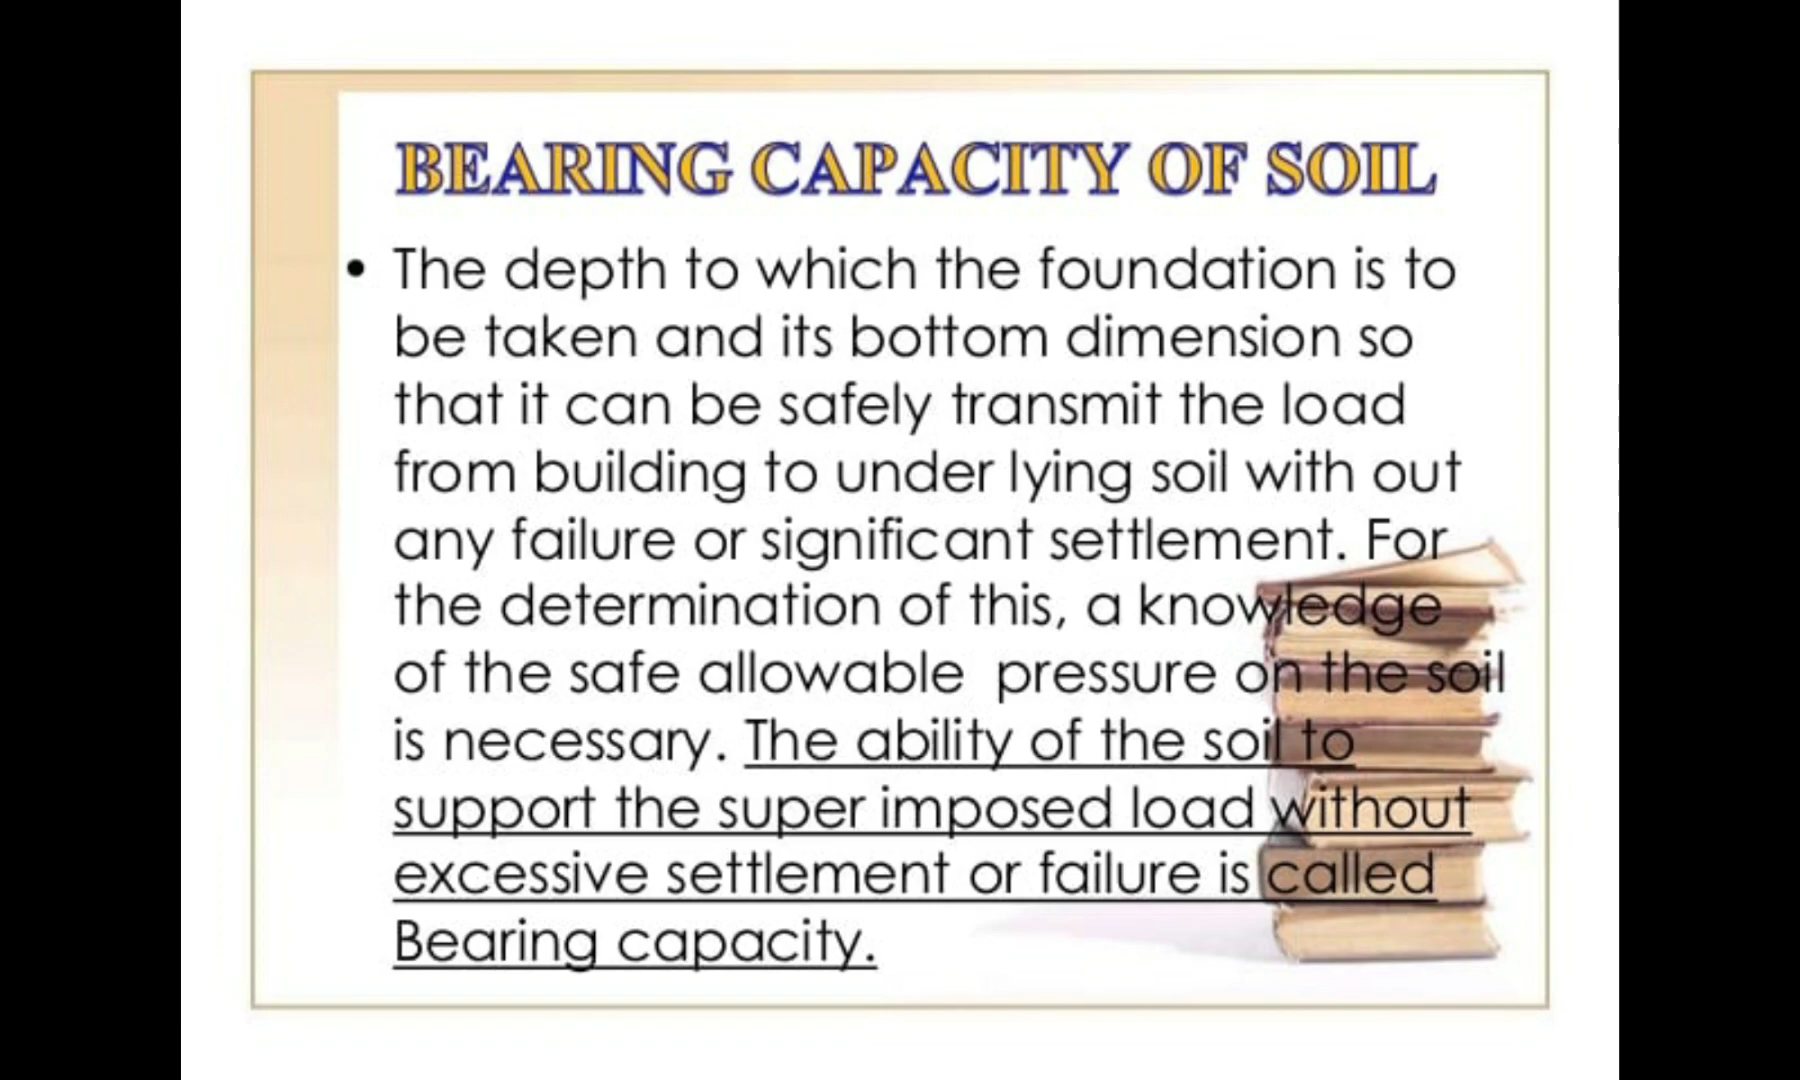 BEARING CAPACITY OF SOIL
• The depth to which the foundation is to
be taken and its bottom dimension so
that it can be safely transmit the load
from building to under lying soil with out
any failure or significant settlement. For
the determination of this, a knowledge
of the safe allowable pressure on the soil
is necessary. The ability of the soil to
support the super imposed load without
excessive settlement or failure is called
Bearing capacity.